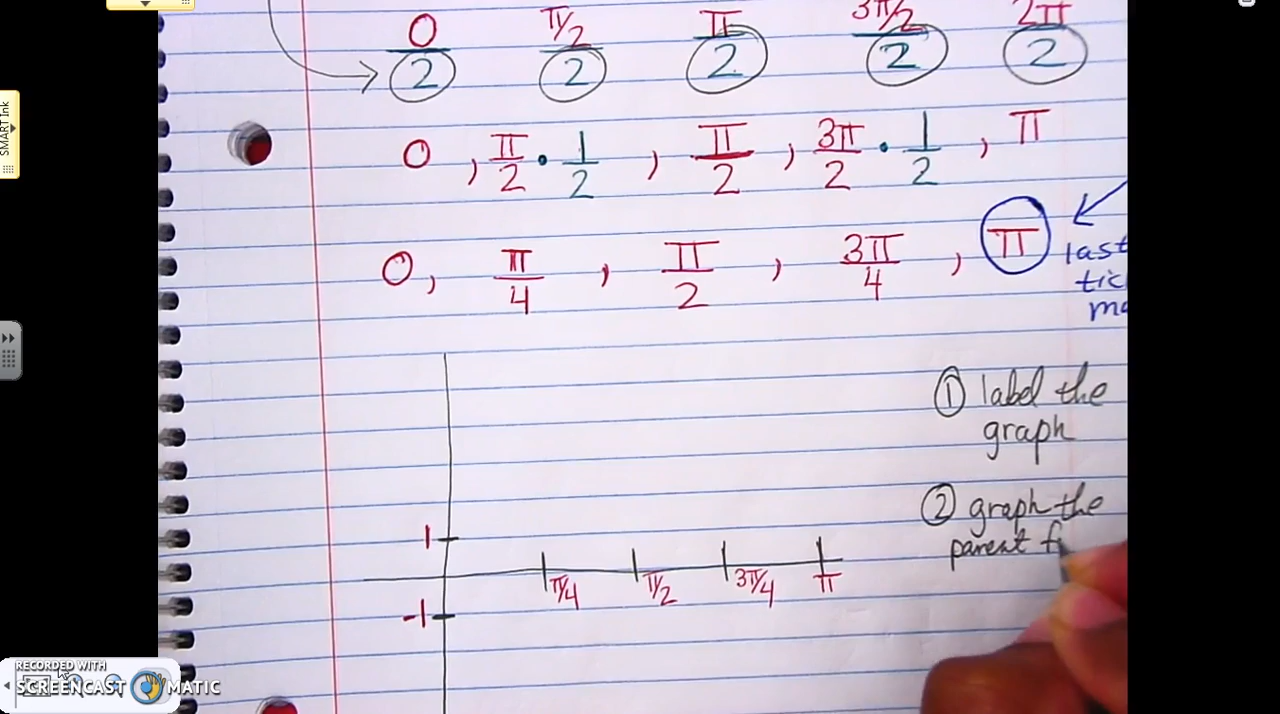 SMART Ink
0/2 π/2/2 π/2 3π/2/2 2π/2
0 , π/2 · 1/2 , π/2 , 3π/2 · 1/2 , π
0, π/4 , π/2 , 3π/4 , π
last
tic
ma
① label the
graph
② graph the
parent f
1
π/4 π/2 3π/4 π
-1
RECORDED WITH
SCREENCAST MATIC